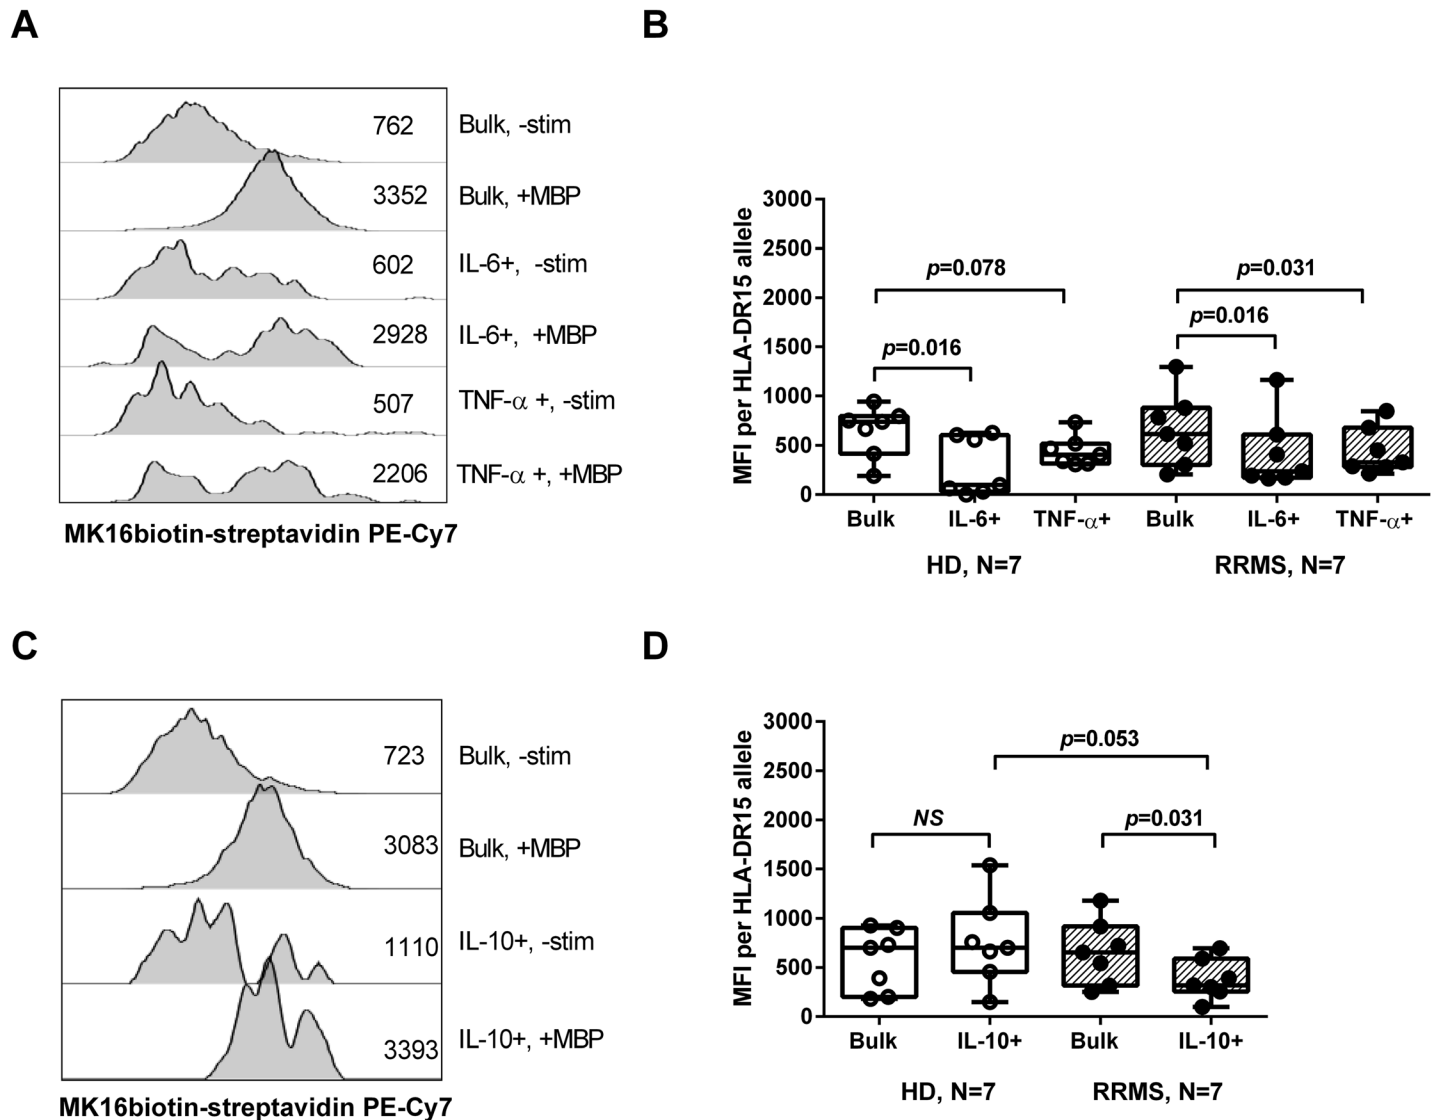 A
762 Bulk, -stim
3352 Bulk, +MBP
602 IL-6+, -stim
2928 IL-6+, +MBP
507 TNF-α +, -stim
2206 TNF-α +, +MBP
MK16biotin-streptavidin PE-Cy7
B
MFI per HLA-DR15 allele
3000
2500
2000
1500
1000
500
0
p=0.078
p=0.031
p=0.016
p=0.016
Bulk IL-6+ TNF-α+ Bulk IL-6+ TNF-α+
HD, N=7 RRMS, N=7
C
723 Bulk, -stim
3083 Bulk, +MBP
1110 IL-10+, -stim
3393 IL-10+, +MBP
MK16biotin-streptavidin PE-Cy7
D
MFI per HLA-DR15 allele
3000
2500
2000
1500
1000
500
0
p=0.053
NS
p=0.031
Bulk IL-10+ Bulk IL-10+
HD, N=7 RRMS, N=7